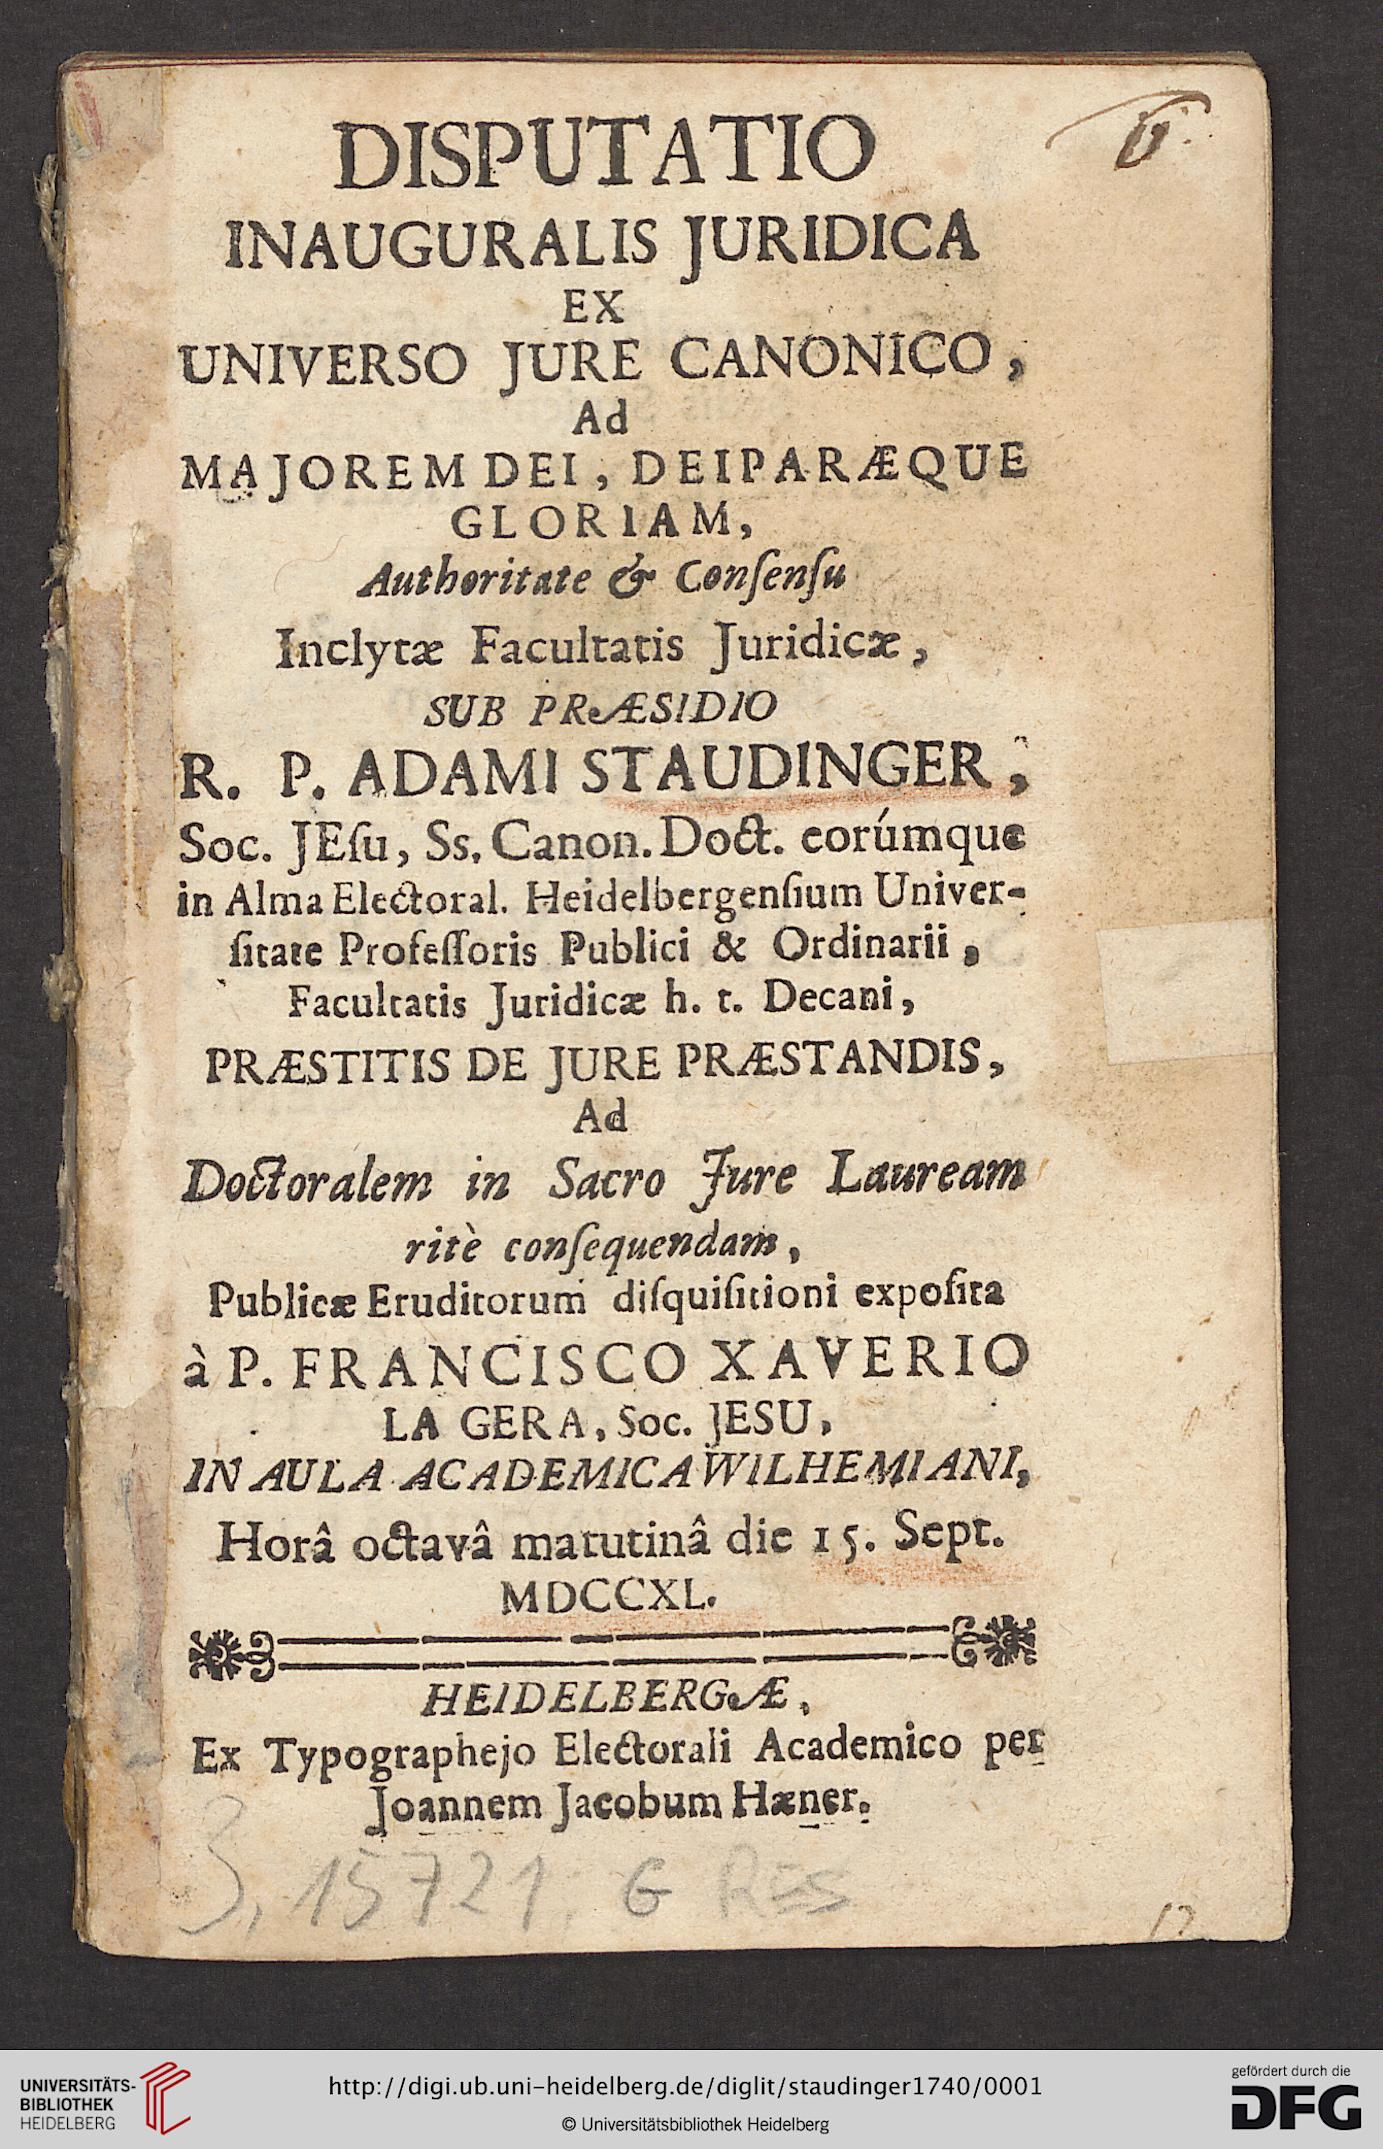 DISPUTATIO
INAUGURALIS JURIDICA
EX
UNIVERSO JURE CANONICO,
Ad
MAJOREM DEI, DEIPARÆQUE
GLORIAM,
Authoritate & Conſenſu
Inclytæ Facultatis Juridicæ,
SUB PRÆSIDIO
R. P. ADAMI STAUDINGER,
Soc. JEſu, Ss. Canon. Doct. eorúmque
in Alma Electoral. Heidelbergenſium Univer-
ſitate Profeſſoris Publici & Ordinarii,
Facultatis Juridicæ h. t. Decani,
PRÆSTITIS DE JURE PRÆSTANDIS,
Ad
Doctoralem in Sacro Jure Lauream
ritè conſequendam,
Publicæ Eruditorum diſquiſitioni expoſita
à P. FRANCISCO XAVERIO
LA GERA, Soc. JESU,
IN AULA ACADEMICA WILHEMIANI,
Horâ octavâ matutinâ die 15. Sept.
MDCCXL.
HEIDELBERGÆ,
Ex Typographejo Electorali Academico per
Joannem Jacobum Hæner.
3, 15721, G RES
UNIVERSITÄTS-
BIBLIOTHEK
HEIDELBERG
http://digi.ub.uni-heidelberg.de/diglit/staudinger1740/0001
© Universitätsbibliothek Heidelberg
gefördert durch die
DFG